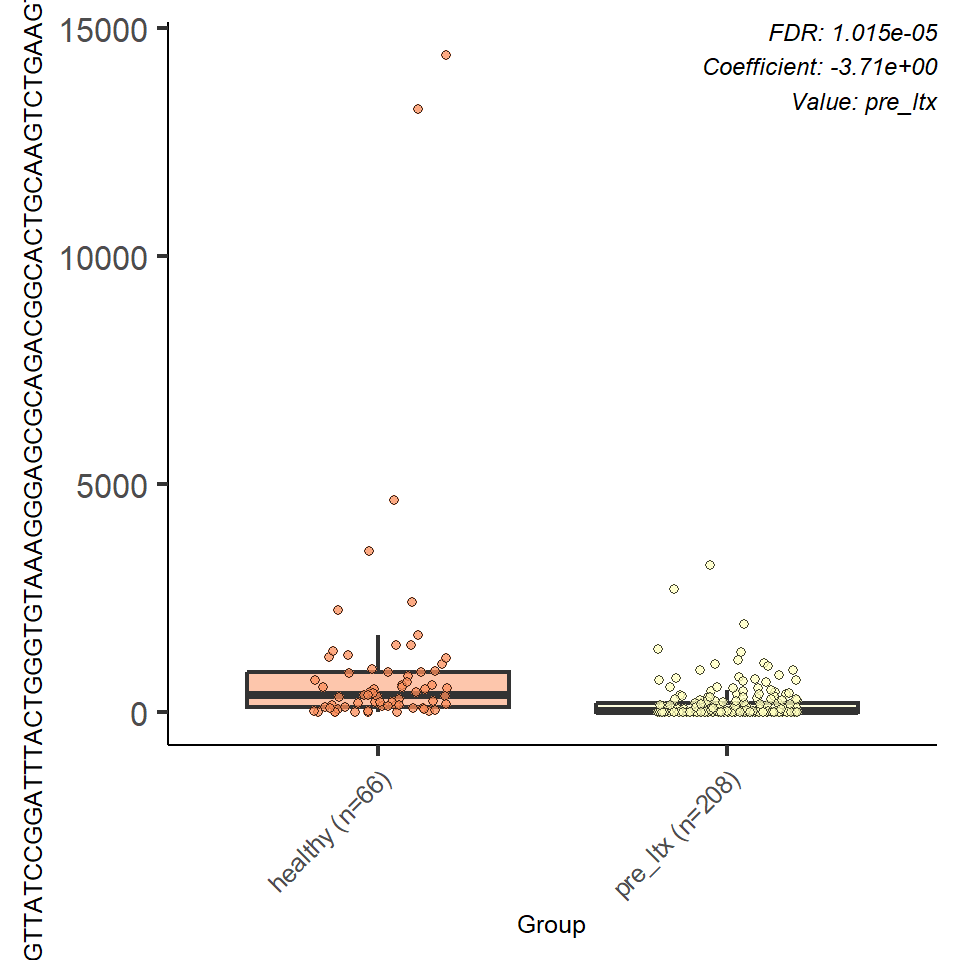 GTTATCCGGATTTACTGGGTGTAAAGGGAGCGCAGACGGCACTGCAAGTCTGAAGT
15000
10000
5000
0
FDR: 1.015e-05
Coefficient: -3.71e+00
Value: pre_ltx
healthy (n=66)
pre_ltx (n=208)
Group